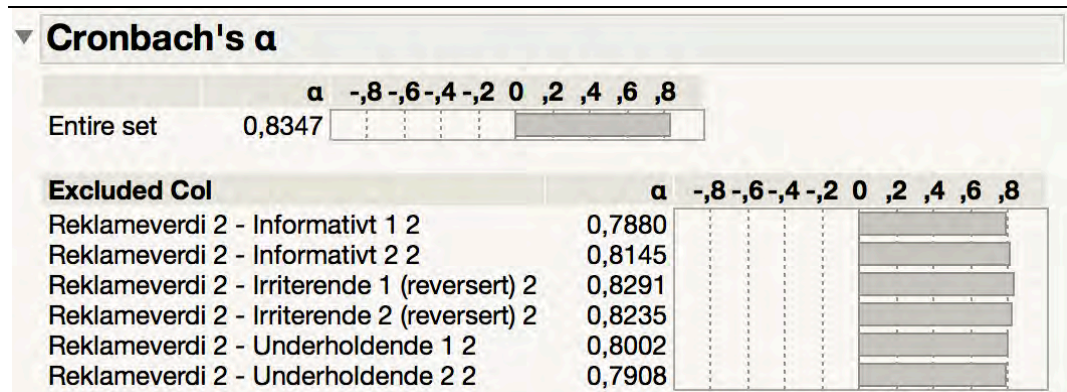 Cronbach's α
α -,8 -,6 -,4 -,2 0 ,2 ,4 ,6 ,8
Entire set 0,8347
Excluded Col α -,8 -,6 -,4 -,2 0 ,2 ,4 ,6 ,8
Reklameverdi 2 - Informativt 1 2 0,7880
Reklameverdi 2 - Informativt 2 2 0,8145
Reklameverdi 2 - Irriterende 1 (reversert) 2 0,8291
Reklameverdi 2 - Irriterende 2 (reversert) 2 0,8235
Reklameverdi 2 - Underholdende 1 2 0,8002
Reklameverdi 2 - Underholdende 2 2 0,7908